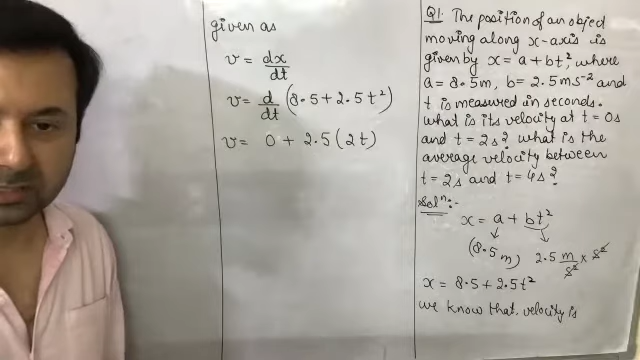 Q1. The position of an object
moving along x-axis is
given by x = a + bt², where
a = 8.5m, b = 2.5ms⁻² and
t is measured in seconds.
what is its velocity at t = 0s
and t = 2s? what is the
average velocity between
t = 2s and t = 4s?
Solⁿ:-
x = a + bt²
(8.5m) 2.5 m/s² × s²
x = 8.5 + 2.5t²
we know that, velocity is
given as
v = dx/dt
v = d/dt (8.5 + 2.5t²)
v = 0 + 2.5(2t)